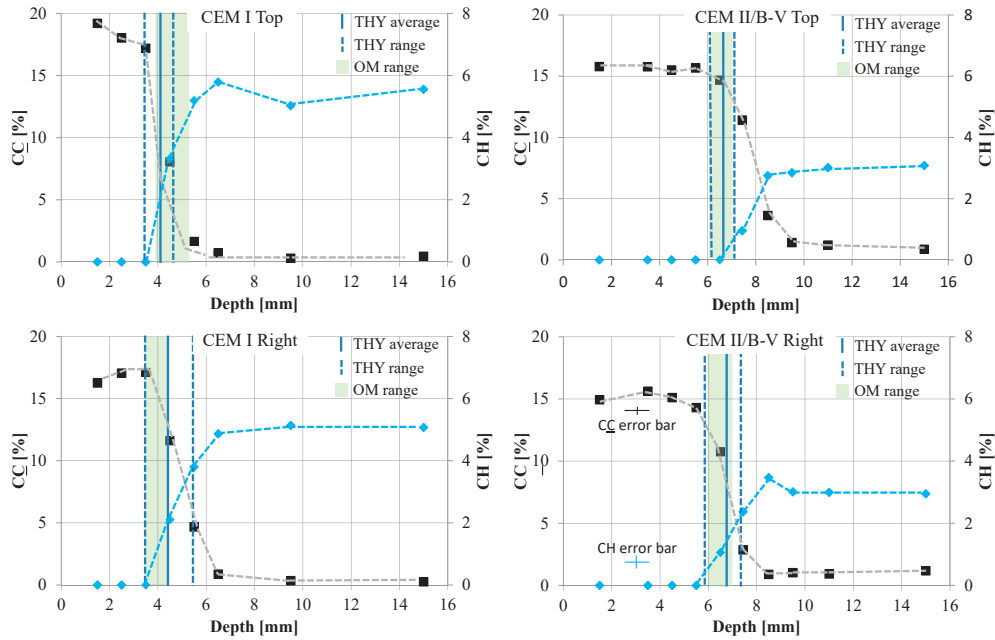 CEM I Top
THY average
THY range
OM range
20
15
10
5
0
8
6
4
2
0
0 2 4 6 8 10 12 14 16
CC [%]
CH [%]
Depth [mm]
CEM II/B-V Top
THY average
THY range
OM range
20
15
10
5
0
8
6
4
2
0
0 2 4 6 8 10 12 14 16
CC [%]
CH [%]
Depth [mm]
CEM I Right
THY average
THY range
OM range
20
15
10
5
0
8
6
4
2
0
0 2 4 6 8 10 12 14 16
CC [%]
CH [%]
Depth [mm]
CEM II/B-V Right
THY average
THY range
OM range
CC error bar
CH error bar
20
15
10
5
0
8
6
4
2
0
0 2 4 6 8 10 12 14 16
CC [%]
CH [%]
Depth [mm]